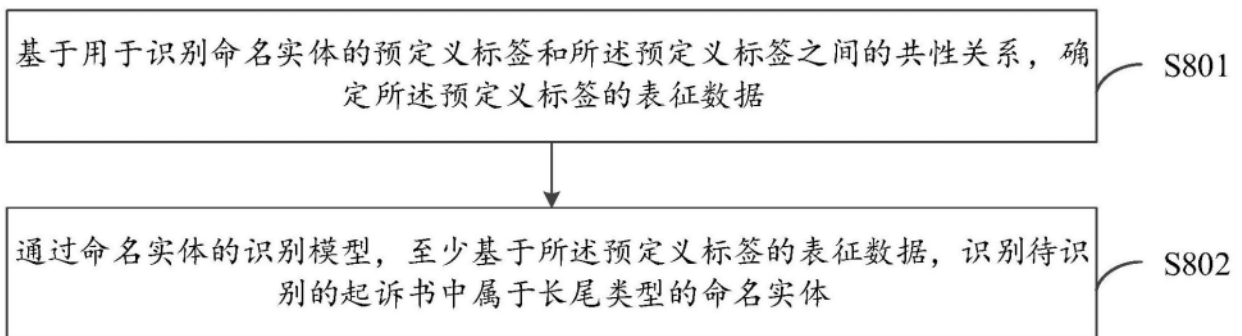 基于用于识别命名实体的预定义标签和所述预定义标签之间的共性关系，确
定所述预定义标签的表征数据
S801
通过命名实体的识别模型，至少基于所述预定义标签的表征数据，识别待识
别的起诉书中属于长尾类型的命名实体
S802